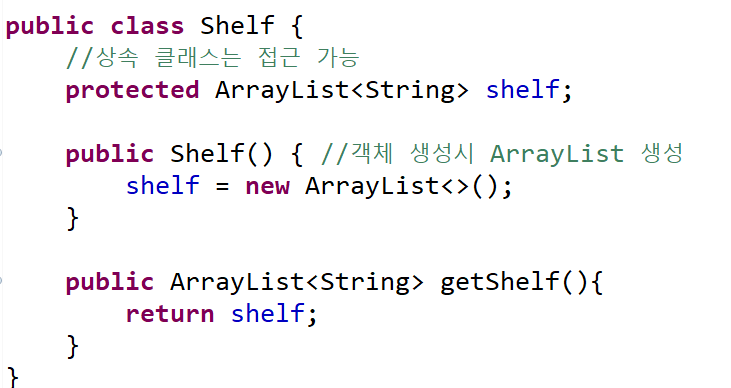 public class Shelf {
    //상속 클래스는 접근 가능
    protected ArrayList<String> shelf;

    public Shelf() { //객체 생성시 ArrayList 생성
        shelf = new ArrayList<>();
    }

    public ArrayList<String> getShelf(){
        return shelf;
    }
}